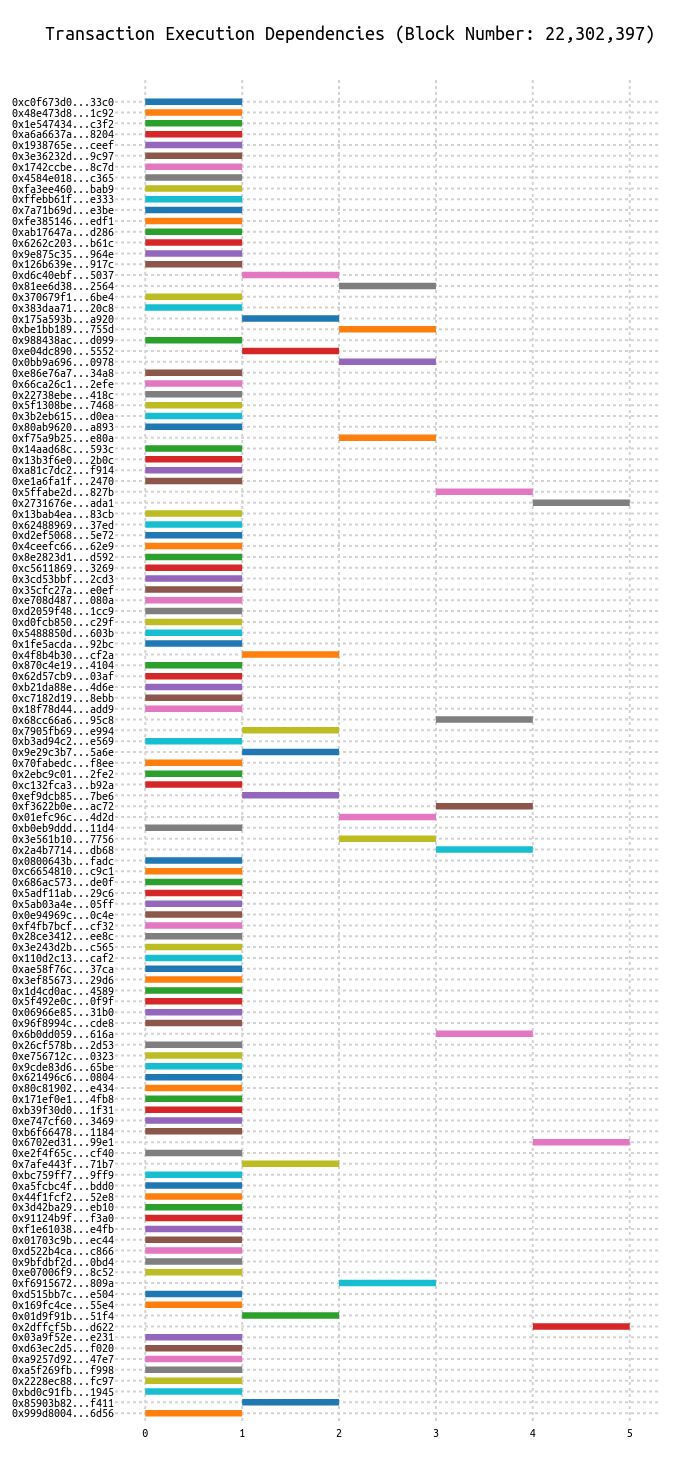 Transaction Execution Dependencies (Block Number: 22,302,397)
0xc0f673d0...33c0
0x48e473d8...1c92
0x1e547434...c3f2
0xa6a6637a...8204
0x1938765e...ceef
0x3e36232d...9c97
0x1742ccbe...8c7d
0x4584e018...c365
0xfa3ee460...bab9
0xffebb61f...e333
0x7a71b69d...e3be
0xfe385146...edf1
0xab17647a...d286
0x6262c203...b61c
0x9e875c35...964e
0x126b639e...917c
0xd6c40ebf...5037
0x81ee6d38...2564
0x370679f1...6be4
0x383daa71...20c8
0x175a593b...a920
0xbe1bb189...755d
0x988438ac...d099
0xe04dc890...5552
0x0bb9a696...0978
0xe86e76a7...34a8
0x66ca26c1...2efe
0x22738ebe...418c
0x5f1308be...7468
0x3b2eb615...d0ea
0x80ab9620...a893
0xf75a9b25...e80a
0x14aad68c...593c
0x13b3f6e0...2b0c
0xa81c7dc2...f914
0xe1a6fa1f...2470
0x5ffabe2d...827b
0x2731676e...ada1
0x13bab4ea...83cb
0x62488969...37ed
0xd2ef5068...5e72
0x4ceefc66...62e9
0x8e2823d1...d592
0xc5611869...3269
0x3cd53bbf...2cd3
0x35cfc27a...e0ef
0xe708d487...080a
0xd2059f48...1cc9
0xd0fcb850...c29f
0x5488850d...603b
0x1fe5acda...92bc
0x4f8b4b30...cf2a
0x870c4e19...4104
0x62d57cb9...03af
0xb21da88e...4d6e
0xc7182d19...8ebb
0x18f78d44...add9
0x68cc66a6...95c8
0x7905fb69...e994
0xb3ad94c2...e569
0x9e29c3b7...5a6e
0x70fabedc...f8ee
0x2ebc9c01...2fe2
0xc132fca3...b92a
0xef9dcb85...7be6
0xf3622b0e...ac72
0x01efc96c...4d2d
0xb0eb9ddd...11d4
0x3e561b10...7756
0x2a4b7714...db68
0x0800643b...fadc
0xc6654810...c9c1
0x686ac573...de0f
0x5adf11ab...29c6
0x5ab03a4e...05ff
0x0e94969c...0c4e
0xf4fb7bcf...cf32
0x28ce3412...ee8c
0x3e243d2b...c565
0x110d2c13...caf2
0xae58f76c...37ca
0x3ef85673...29d6
0x1d4cd0ac...4589
0x5f492e0c...0f9f
0x06966e85...31b0
0x96f8994c...cde8
0x6b0dd059...616a
0x26cf578b...2d53
0xe756712c...0323
0x9cde83d6...65be
0x621496c6...0804
0x80c81902...e434
0x171ef0e1...4fb8
0xb39f30d0...1f31
0xe747cf60...3469
0xb6f66478...1184
0x6702ed31...99e1
0xe2f4f65c...cf40
0x7afe443f...71b7
0xbc759ff7...9ff9
0xa5fcbc4f...bdd0
0x44f1fcf2...52e8
0x3d42ba29...eb10
0x91124b9f...f3a0
0xf1e61038...e4fb
0x01703c9b...ec44
0xd522b4ca...c866
0x9bfdbf2d...0bd4
0xe07006f9...8c52
0xf6915672...809a
0xd515bb7c...e504
0x169fc4ce...55e4
0x01d9f91b...51f4
0x2dffcf5b...d622
0x03a9f52e...e231
0xd63ec2d5...f020
0xa9257d92...47e7
0xa5f269fb...f998
0x2228ec88...fc97
0xbd0c91fb...1945
0x85903b82...f411
0x999d8004...6d56
0 1 2 3 4 5